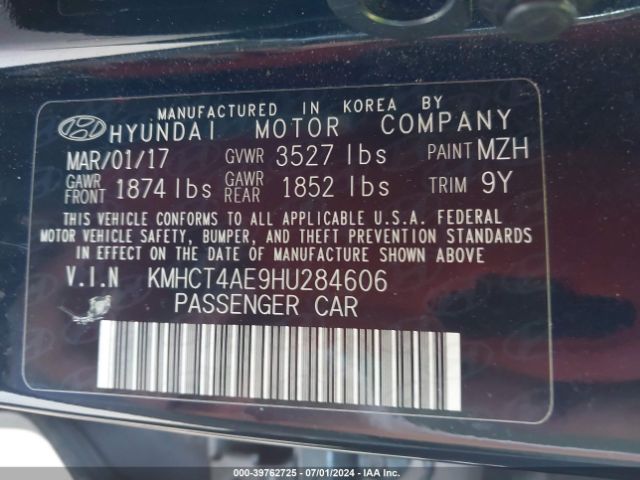 MANUFACTURED IN KOREA BY
HYUNDAI MOTOR COMPANY
MAR/01/17 GVWR 3527 lbs PAINT MZH
GAWR FRONT 1874 lbs GAWR REAR 1852 lbs TRIM 9Y
THIS VEHICLE CONFORMS TO ALL APPLICABLE U.S.A. FEDERAL
MOTOR VEHICLE SAFETY, BUMPER, AND THEFT PREVENTION STANDARDS
IN EFFECT ON THE DATE OF MANUFACTURE SHOWN ABOVE
V.I.N KMHCT4AE9HU284606
PASSENGER CAR
000-39762725 - 07/01/2024 - IAA Inc.